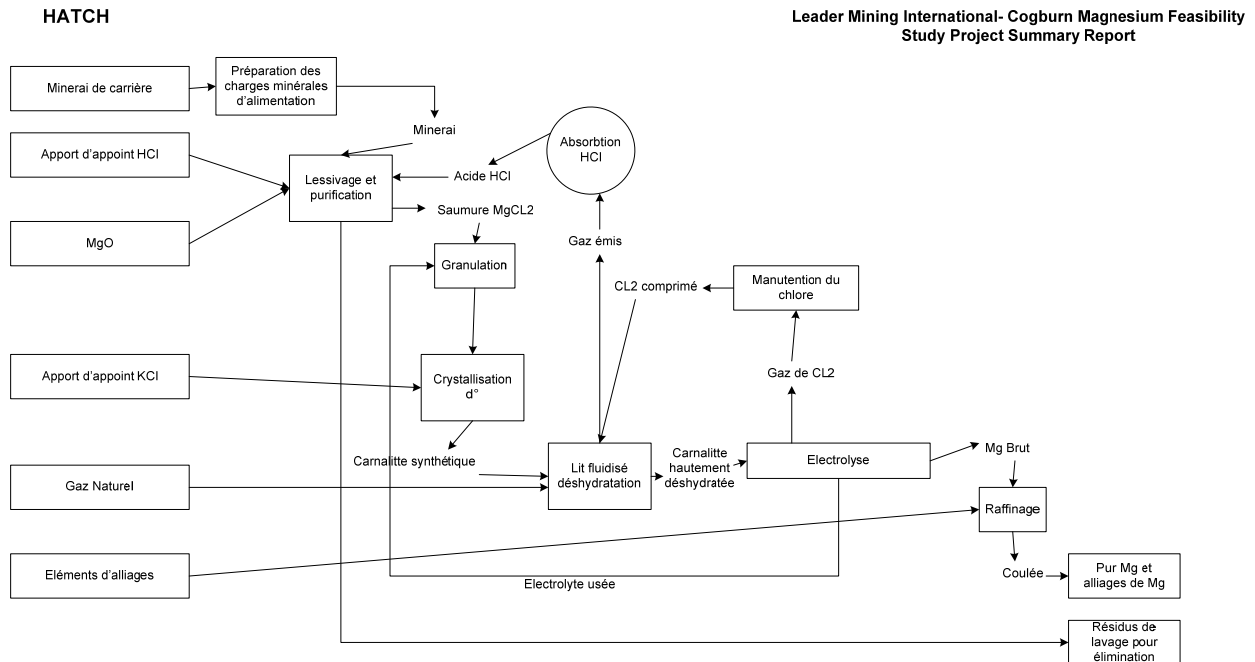 HATCH
Leader Mining International- Cogburn Magnesium Feasibility
Study Project Summary Report
Minerai de carrière
Préparation des
charges minérales
d'alimentation
Minerai
Apport d'appoint HCl
Lessivage et
purification
Acide HCl
Absorbtion
HCl
MgO
Saumure MgCL2
Granulation
Gaz émis
CL2 comprimé
Manutention du
chlore
Gaz de CL2
Apport d'appoint KCl
Crystallisation
d°
Carnalitte synthétique
Gaz Naturel
Lit fluidisé
déshydratation
Carnalitte
hautement
déshydratée
Electrolyse
Mg Brut
Raffinage
Eléments d'alliages
Electrolyte usée
Coulée
Pur Mg et
alliages de Mg
Résidus de
lavage pour
élimination